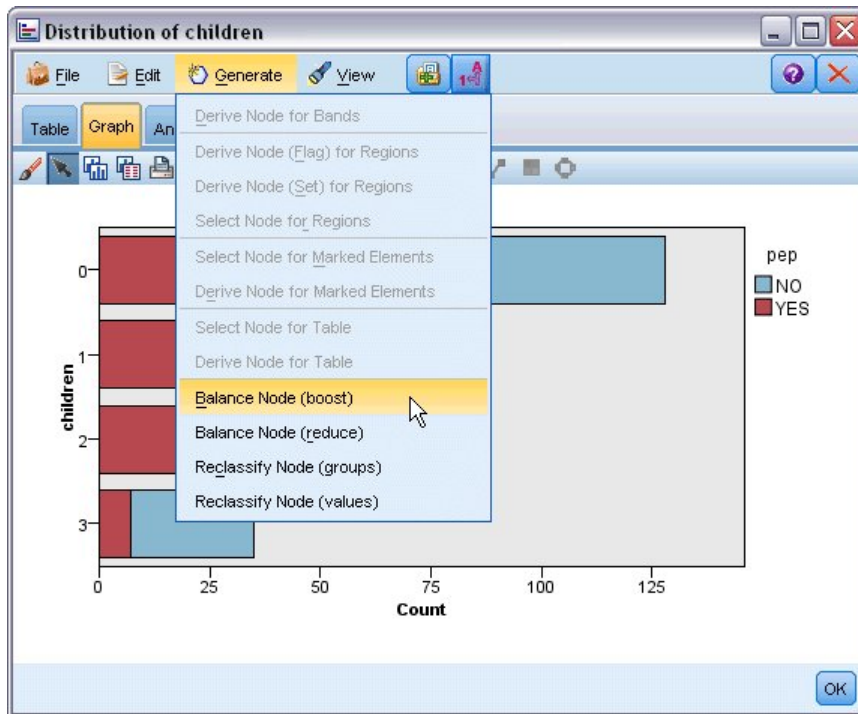 Distribution of children
File Edit Generate View
Table Graph An
Derive Node for Bands
Derive Node (Flag) for Regions
Derive Node (Set) for Regions
Select Node for Regions
Select Node for Marked Elements
Derive Node for Marked Elements
Select Node for Table
Derive Node for Table
Balance Node (boost)
Balance Node (reduce)
Reclassify Node (groups)
Reclassify Node (values)
children
0
1
2
3
0 25 50 75 100 125
Count
pep
NO
YES
OK